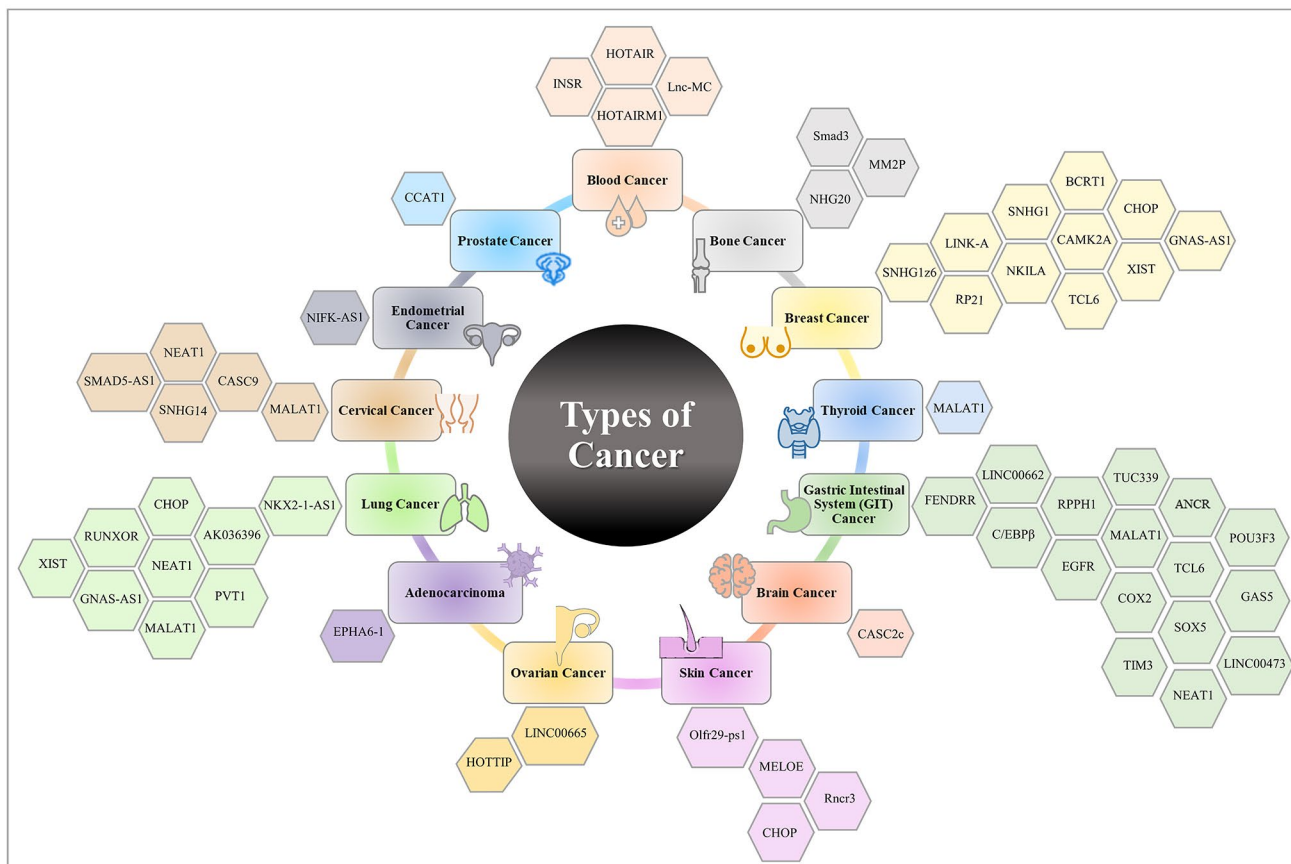 Types of
Cancer
Blood Cancer
HOTAIR
INSR
Lnc-MC
HOTAIRM1
Bone Cancer
Smad3
MM2P
NHG20
Breast Cancer
BCRT1
SNHG1
CHOP
LINK-A
CAMK2A
GNAS-AS1
SNHG1z6
NKILA
XIST
RP21
TCL6
Thyroid Cancer
MALAT1
Gastric Intestinal
System (GIT)
Cancer
FENDRR
LINC00662
TUC339
RPPH1
ANCR
C/EBPβ
MALAT1
POU3F3
EGFR
TCL6
COX2
GAS5
SOX5
TIM3
LINC00473
NEAT1
Brain Cancer
CASC2c
Skin Cancer
Olfr29-ps1
MELOE
Rncr3
CHOP
Ovarian Cancer
LINC00665
HOTTIP
Adenocarcinoma
EPHA6-1
Lung Cancer
NKX2-1-AS1
CHOP
RUNXOR
AK036396
XIST
NEAT1
GNAS-AS1
PVT1
MALAT1
Cervical Cancer
NEAT1
SMAD5-AS1
CASC9
SNHG14
MALAT1
Endometrial
Cancer
NIFK-AS1
Prostate Cancer
CCAT1